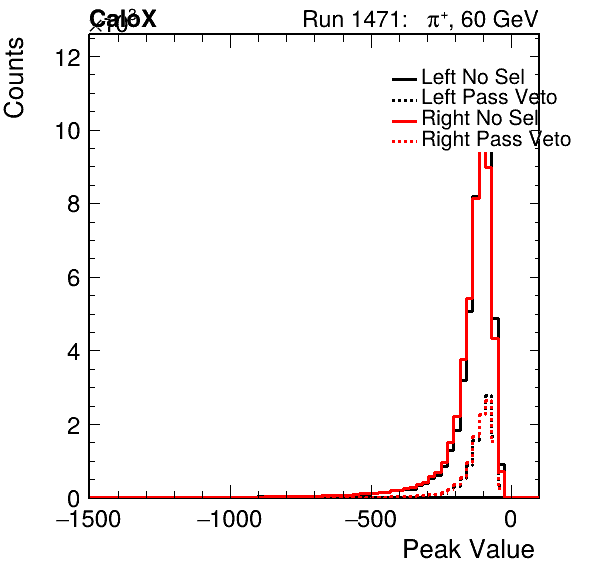 CaloX
×10³
Run 1471: π⁺, 60 GeV
Counts
12
10
8
6
4
2
0
Left No Sel
Left Pass Veto
Right No Sel
Right Pass Veto
−1500 −1000 −500 0
Peak Value